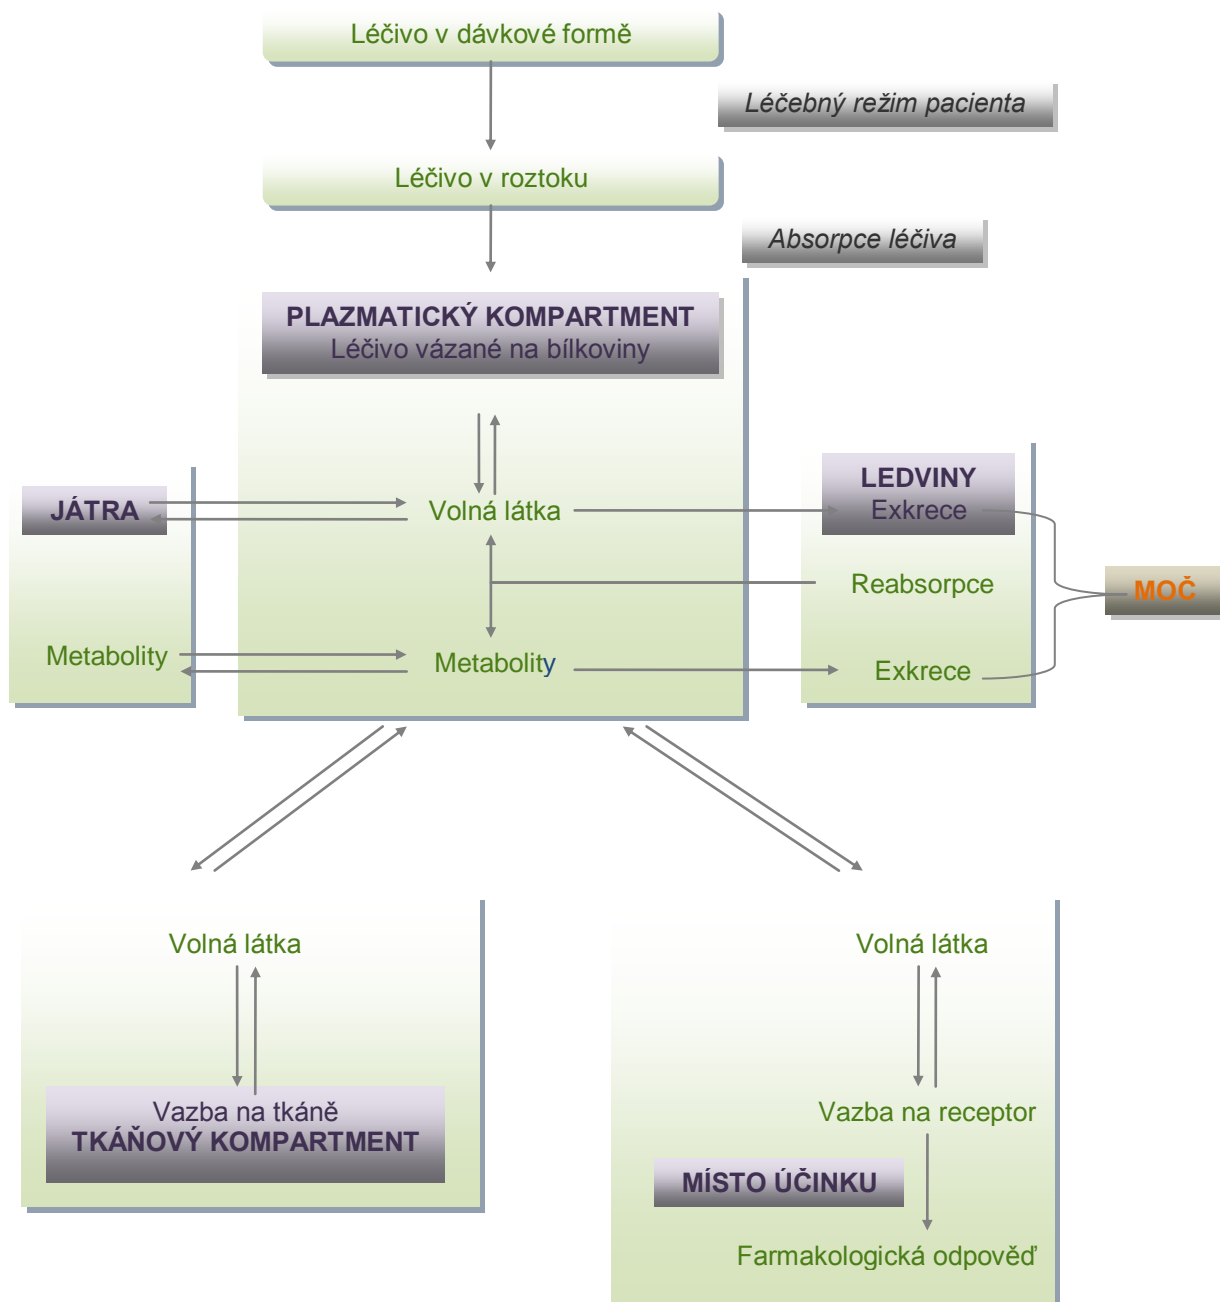 Léčivo v dávkové formě
Léčebný režim pacienta
Léčivo v roztoku
Absorpce léčiva
PLAZMATICKÝ KOMPARTMENT
Léčivo vázané na bílkoviny
JÁTRA
Volná látka
LEDVINY
Exkrece
Reabsorpce
MOČ
Metabolity
Metabolity
Exkrece
Volná látka
Vazba na tkáně
TKÁŇOVÝ KOMPARTMENT
Volná látka
Vazba na receptor
MÍSTO ÚČINKU
Farmakologická odpověď